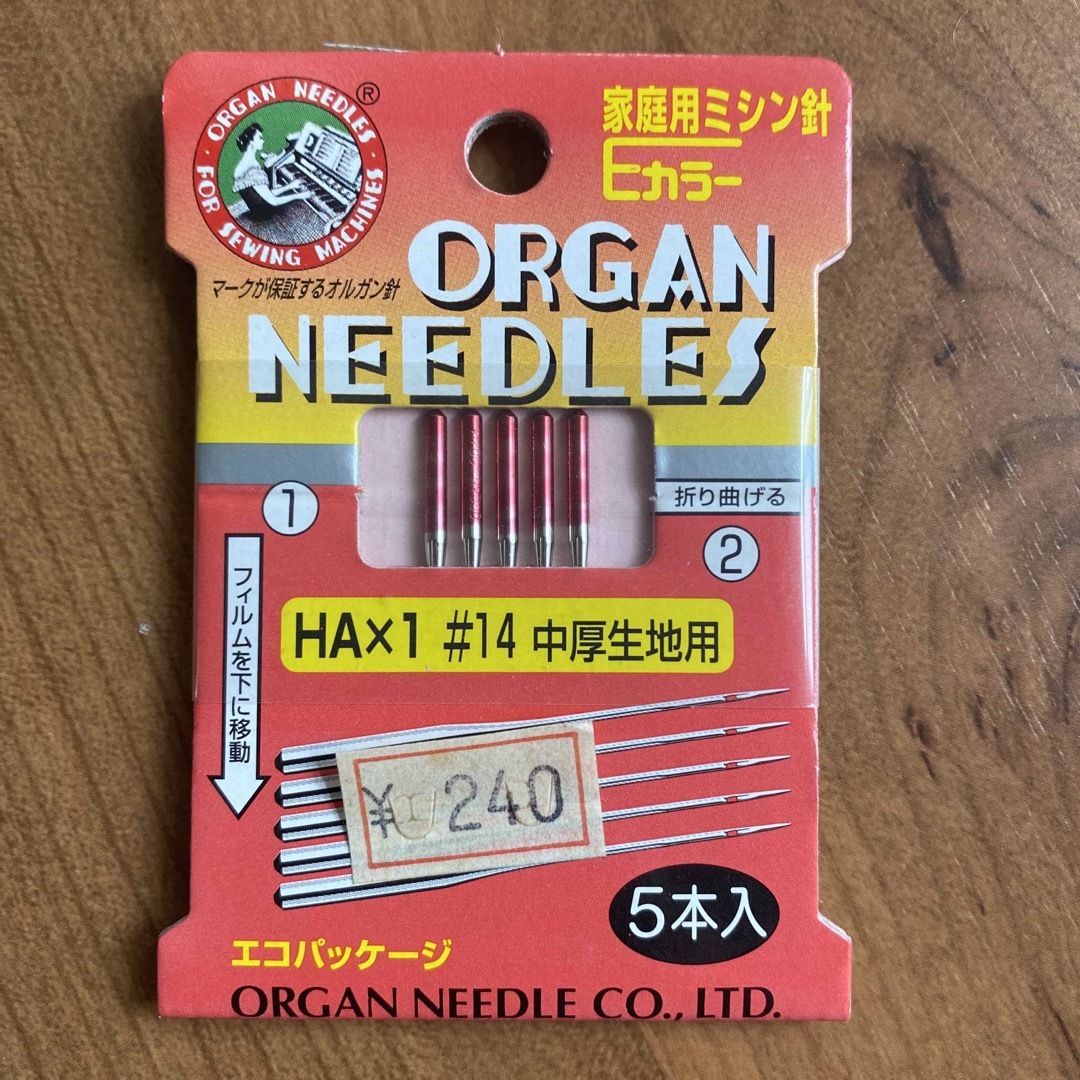 ORGAN NEEDLES
FOR SEWING MACHINES
®
家庭用ミシン針
Eカラー
マークが保証するオルガン針
ORGAN
NEEDLES
1
折り曲げる
2
フィルムを下に移動
HA×1 #14 中厚生地用
¥ 240
5本入
エコパッケージ
ORGAN NEEDLE CO., LTD.